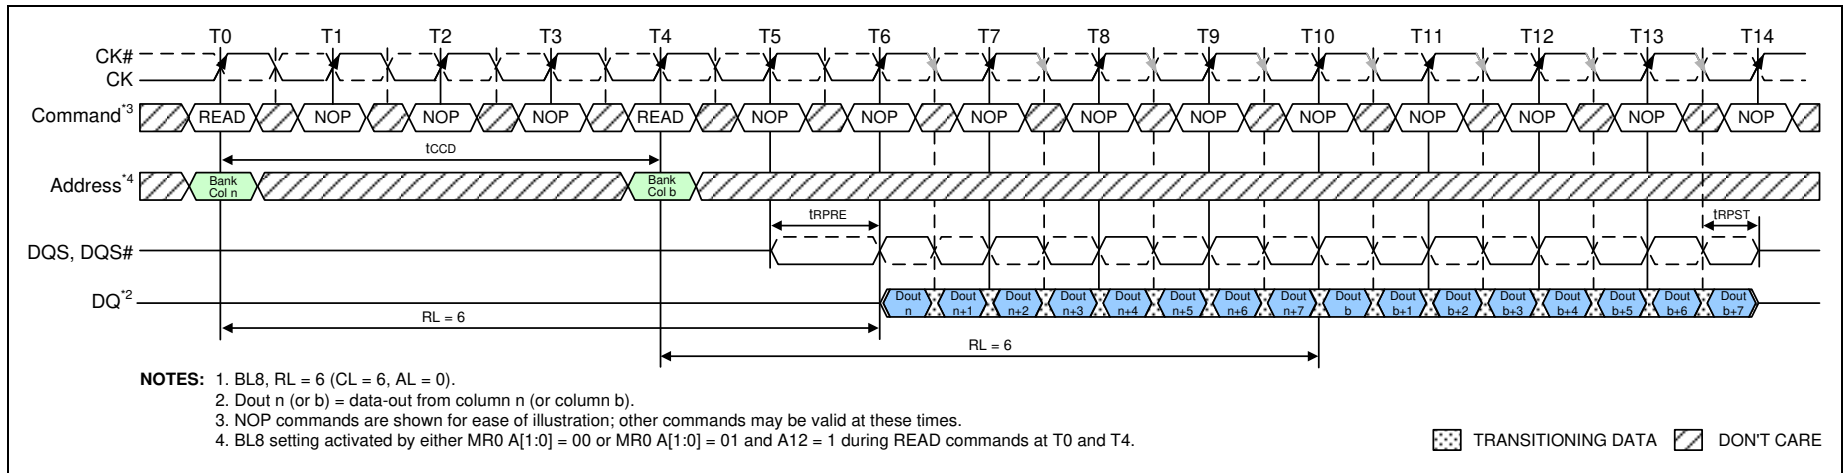 T0 T1 T2 T3 T4 T5 T6 T7 T8 T9 T10 T11 T12 T13 T14
CK#
CK
Command*3 READ NOP NOP NOP READ NOP NOP NOP NOP NOP NOP NOP NOP NOP NOP
tCCD
Address*4 Bank Col n Bank Col b
tRPRE tRPST
DQS, DQS#
DQ*2 Dout n Dout n+1 Dout n+2 Dout n+3 Dout n+4 Dout n+5 Dout n+6 Dout n+7 Dout b Dout b+1 Dout b+2 Dout b+3 Dout b+4 Dout b+5 Dout b+6 Dout b+7
RL = 6
RL = 6
NOTES: 1. BL8, RL = 6 (CL = 6, AL = 0).
2. Dout n (or b) = data-out from column n (or column b).
3. NOP commands are shown for ease of illustration; other commands may be valid at these times.
4. BL8 setting activated by either MR0 A[1:0] = 00 or MR0 A[1:0] = 01 and A12 = 1 during READ commands at T0 and T4.
TRANSITIONING DATA DON'T CARE